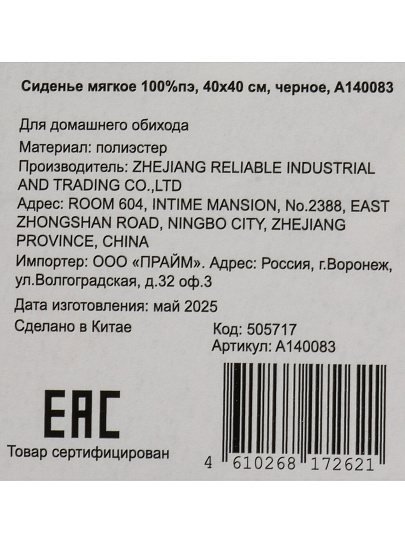 Сиденье мягкое 100%пэ, 40x40 см, черное, A140083
Для домашнего обихода
Материал: полиэстер
Производитель: ZHEJIANG RELIABLE INDUSTRIAL
AND TRADING CO.,LTD
Адрес: ROOM 604, INTIME MANSION, No.2388, EAST
ZHONGSHAN ROAD, NINGBO CITY, ZHEJIANG
PROVINCE, CHINA
Импортер: ООО «ПРАЙМ». Адрес: Россия, г.Воронеж,
ул.Волгоградская, д.32 оф.3
Дата изготовления: май 2025
Сделано в Китае
Код: 505717
Артикул: A140083
EAC
Товар сертифицирован
4 610268 172621